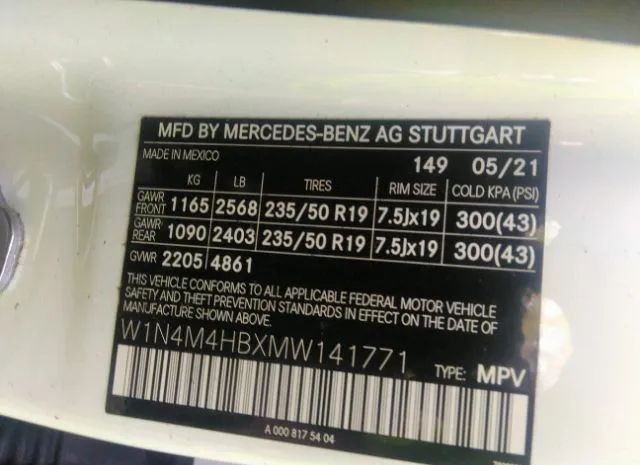 MFD BY MERCEDES-BENZ AG STUTTGART
MADE IN MEXICO 149 05/21
KG LB TIRES RIM SIZE COLD KPA (PSI)
GAWR FRONT 1165 2568 235/50 R19 7.5Jx19 300(43)
GAWR REAR 1090 2403 235/50 R19 7.5Jx19 300(43)
GVWR 2205 4861
THIS VEHICLE CONFORMS TO ALL APPLICABLE FEDERAL MOTOR VEHICLE
SAFETY AND THEFT PREVENTION STANDARDS IN EFFECT ON THE DATE
OF MANUFACTURE SHOWN ABOVE.
W1N4M4HBXMW141771
TYPE: MPV
A 000 817 54 04